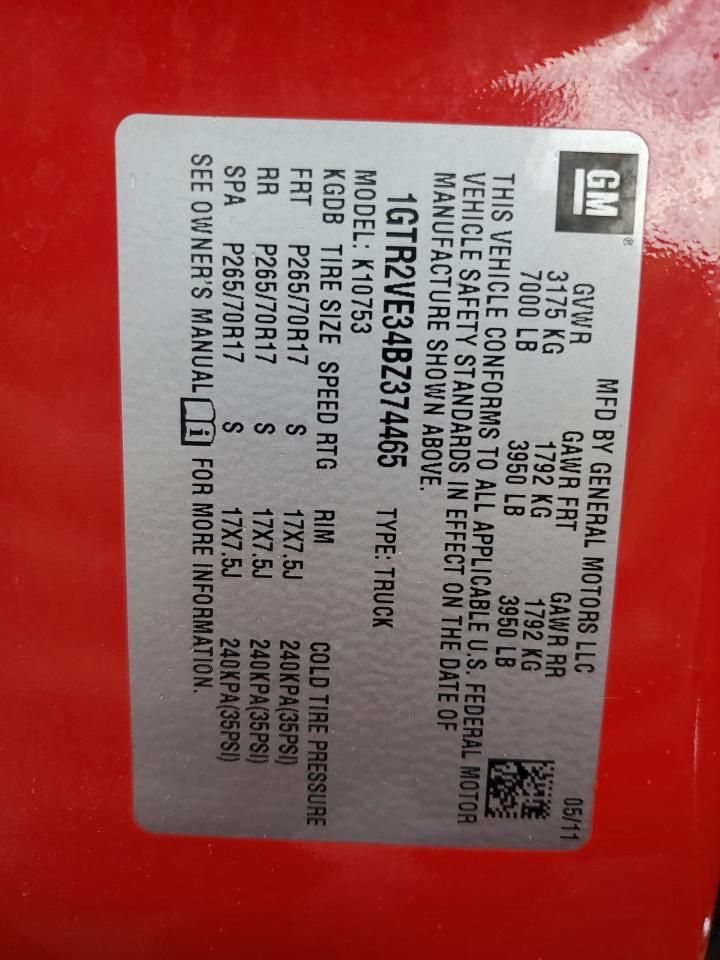 GM®
MFD BY GENERAL MOTORS LLC 05/11
GVWR GAWR FRT GAWR RR
3175 KG 1792 KG 1792 KG
7000 LB 3950 LB 3950 LB
THIS VEHICLE CONFORMS TO ALL APPLICABLE U.S. FEDERAL MOTOR
VEHICLE SAFETY STANDARDS IN EFFECT ON THE DATE OF
MANUFACTURE SHOWN ABOVE.
1GTR2VE34BZ374465 TYPE: TRUCK
MODEL: K10753
KGDB TIRE SIZE SPEED RTG RIM COLD TIRE PRESSURE
FRT P265/70R17 S 17X7.5J 240KPA(35PSI)
RR P265/70R17 S 17X7.5J 240KPA(35PSI)
SPA P265/70R17 S 17X7.5J 240KPA(35PSI)
SEE OWNER'S MANUAL i FOR MORE INFORMATION.